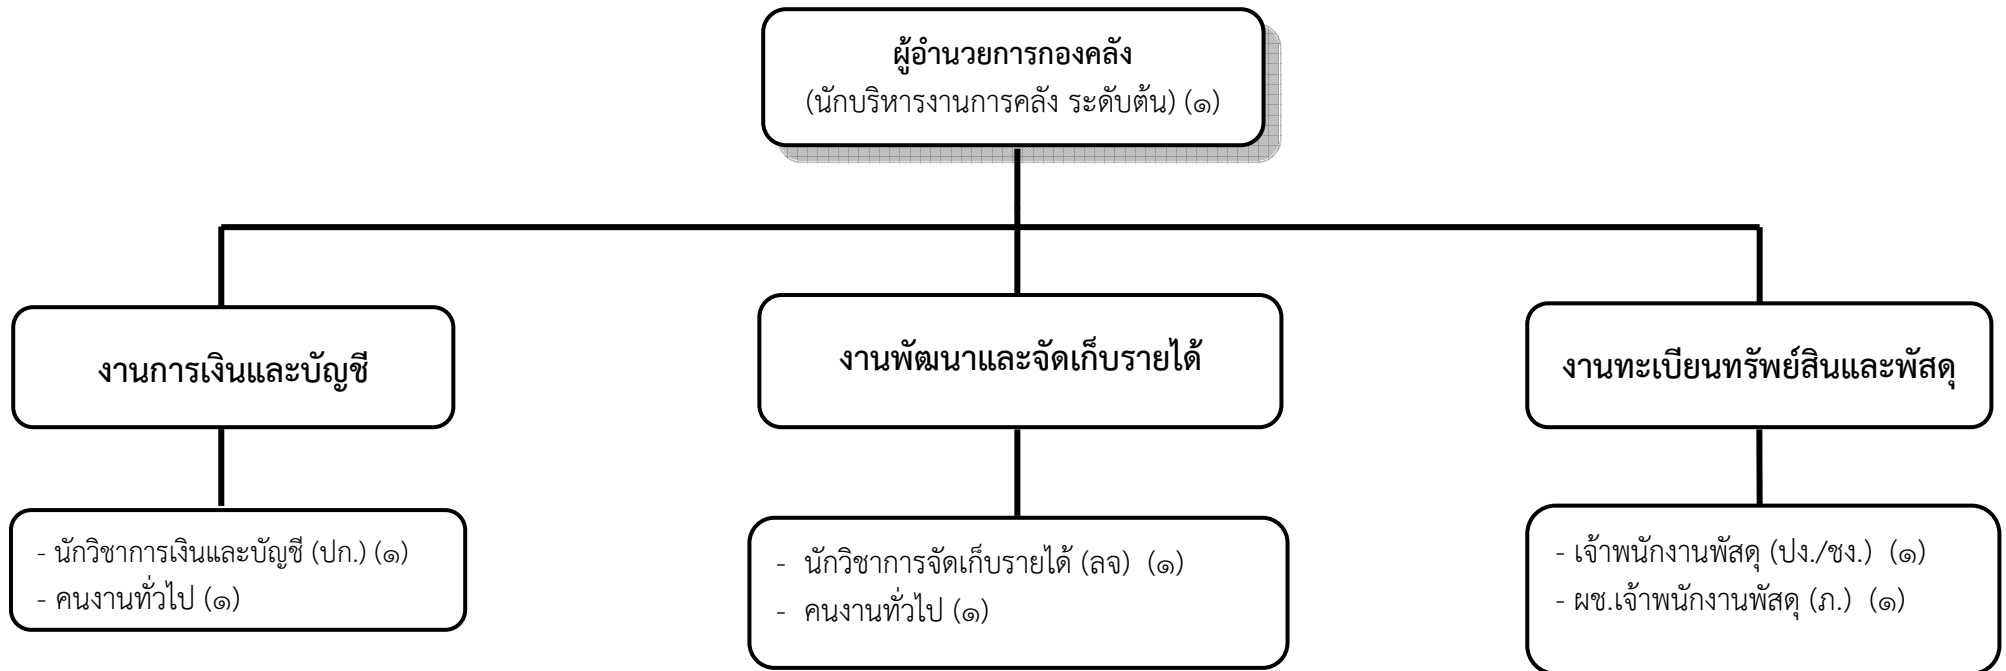 ผู้อำนวยการกองคลัง
(นักบริหารงานการคลัง ระดับต้น) (๑)
งานการเงินและบัญชี
งานพัฒนาและจัดเก็บรายได้
งานทะเบียนทรัพย์สินและพัสดุ
- นักวิชาการเงินและบัญชี (ปก.) (๑)
- คนงานทั่วไป (๑)
- นักวิชาการจัดเก็บรายได้ (ลจ) (๑)
- คนงานทั่วไป (๑)
- เจ้าพนักงานพัสดุ (ปง./ชง.) (๑)
- ผช.เจ้าพนักงานพัสดุ (ภ.) (๑)